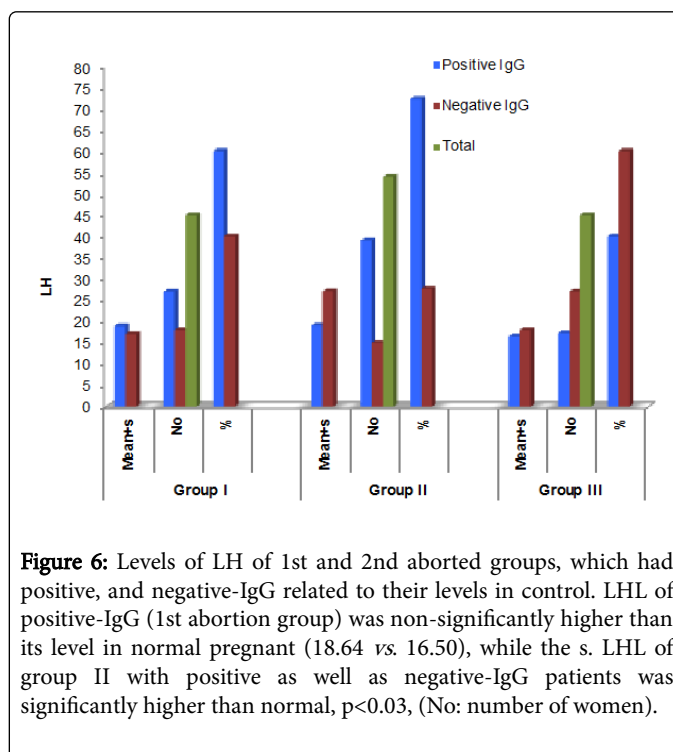 80
75
70
65
60
55
50
45
40
35
30
25
20
15
10
5
0
LH
Positive IgG
Negative IgG
Total
Mean+s
No
%
Mean+s
No
%
Mean+s
No
%
Group I
Group II
Group III
Figure 6: Levels of LH of 1st and 2nd aborted groups, which had
positive, and negative-IgG related to their levels in control. LHL of
positive-IgG (1st abortion group) was non-significantly higher than
its level in normal pregnant (18.64 vs. 16.50), while the s. LHL of
group II with positive as well as negative-IgG patients was
significantly higher than normal, p<0.03, (No: number of women).